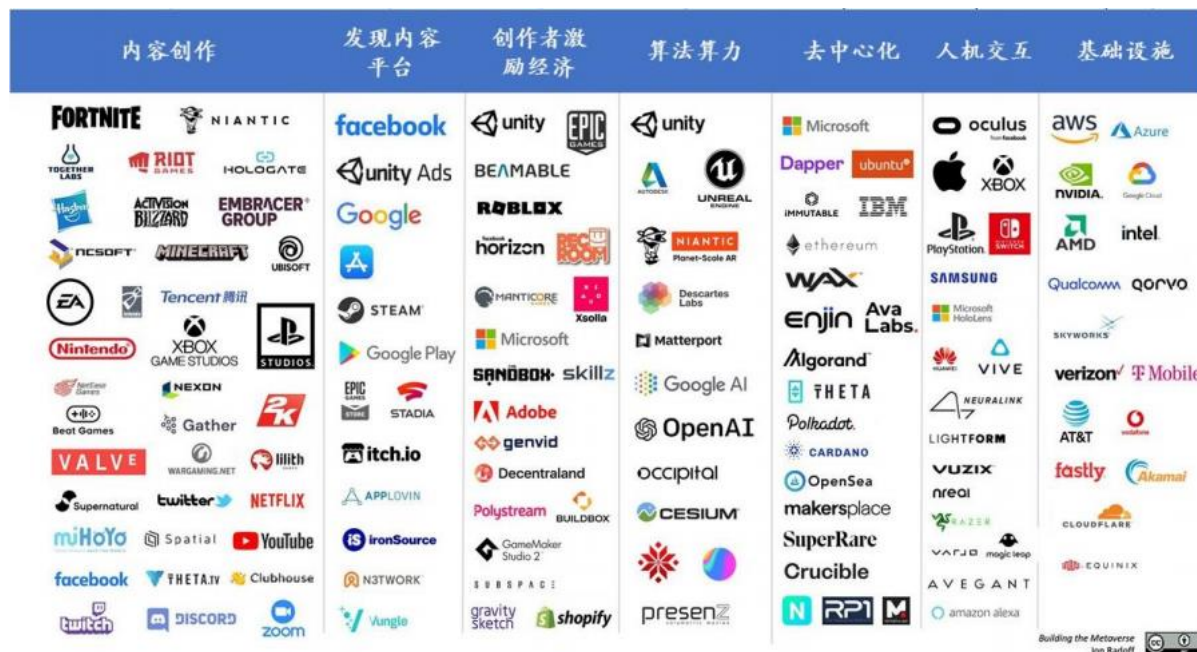 内容创作
发现内容
平台
创作者激
励经济
算法算力
去中心化
人机交互
基础设施
FORTNITE
NIANTIC
TOGETHER
LABS
RIOT
GAMES
HOLOGATE
Hasbro
ACTIVISION
BLIZZARD
EMBRACER
GROUP
NCSOFT
MINECRAFT
UBISOFT
EA
Tencent 腾讯
Nintendo
XBOX
GAME STUDIOS
STUDIOS
NetEase
Games
NEXON
2K
Beat Games
Gather
VALVE
WARGAMING.NET
lilith
Supernatural
twitter
NETFLIX
miHoYo
Spatial
YouTube
facebook
THETA.tv
Clubhouse
twitch
DISCORD
zoom
facebook
unity Ads
Google
STEAM
Google Play
EPIC
GAMES
STORE
STADIA
itch.io
APPLOVIN
iS ironSource
N3TWORK
Vungle
unity
EPIC
GAMES
BEAMABLE
ROBLOX
facebook
horizon
REC
ROOM
MANTICORE
GAMES
Xsolla
Microsoft
SANDBOX
skillz
Adobe
genvid
Decentraland
Polystream
BUILDBOX
GameMaker
Studio 2
SUBSPACE
gravity
sketch
shopify
unity
AUTODESK
UNREAL
ENGINE
NIANTIC
Planet-Scale AR
Descartes
Labs
Matterport
Google AI
OpenAI
occipital
CESIUM
presenz
Microsoft
Dapper
ubuntu
IMMUTABLE
IBM
ethereum
WAX
enjin
Ava
Labs.
Algorand
THETA
Polkadot.
CARDANO
OpenSea
makersplace
SuperRare
Crucible
N
RP1
M
oculus
from facebook
XBOX
PlayStation
NINTENDO
SWITCH
SAMSUNG
Microsoft
HoloLens
HUAWEI
VIVE
NEURALINK
LIGHTFORM
VUZIX
nreal
RAZER
VARJO
magic leap
AVEGANT
amazon alexa
aws
Azure
NVIDIA.
Google Cloud
AMD
intel
Qualcomm
QORVO
SKYWORKS
verizon
T Mobile
AT&T
vodafone
fastly
Akamai
CLOUDFLARE
EQUINIX
Building the Metaverse
Jon Radoff
cc